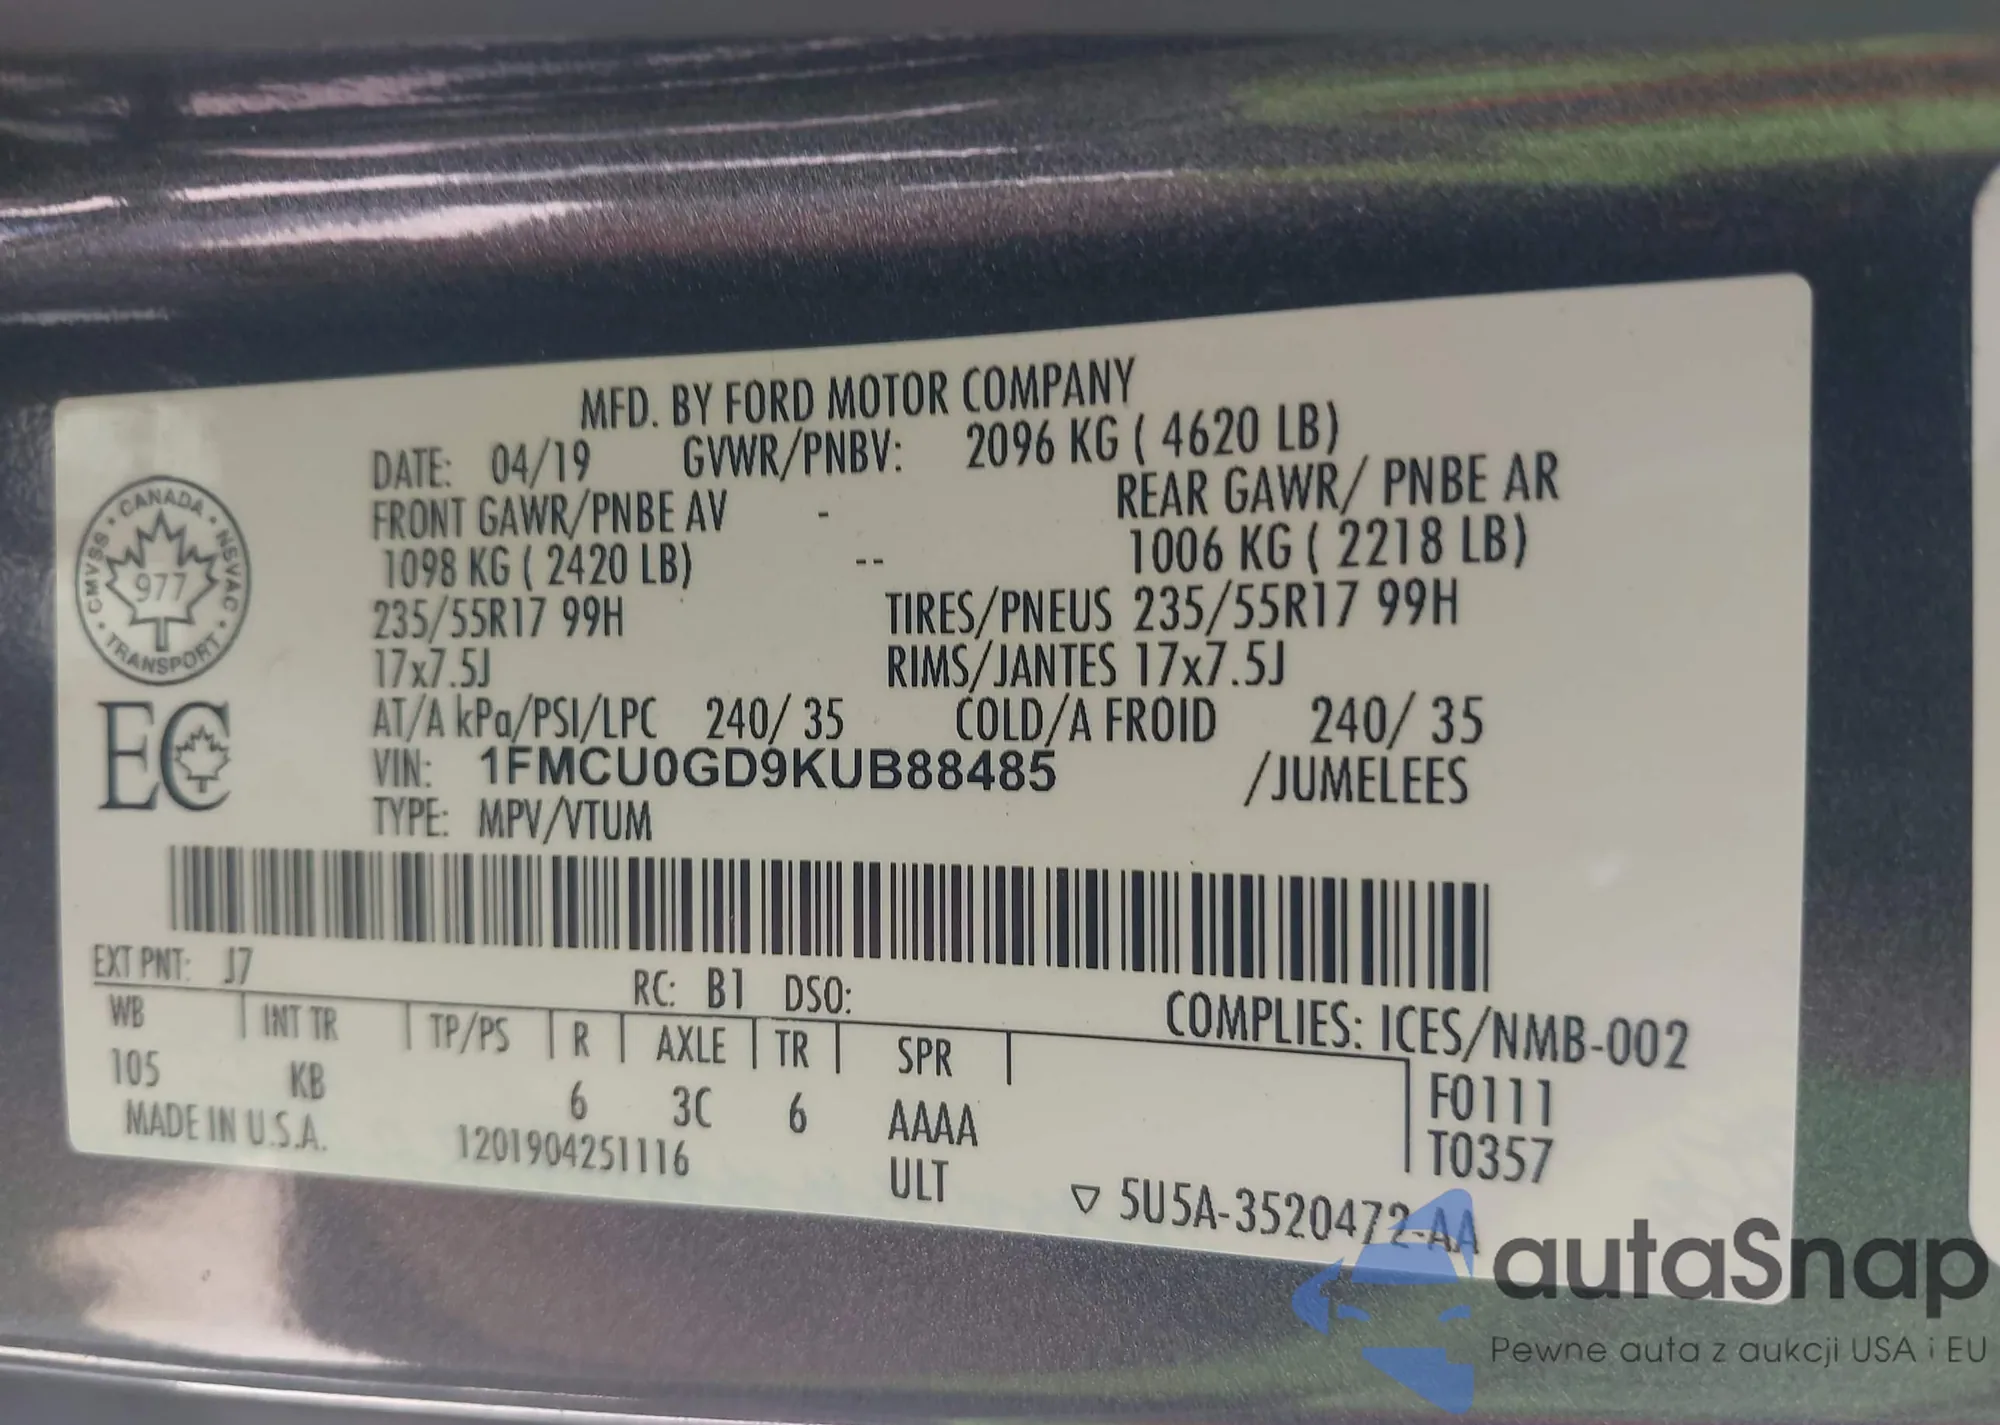 MFD. BY FORD MOTOR COMPANY
DATE: 04/19 GVWR/PNBV: 2096 KG ( 4620 LB)
FRONT GAWR/PNBE AV - REAR GAWR/ PNBE AR
1098 KG ( 2420 LB) -- 1006 KG ( 2218 LB)
235/55R17 99H TIRES/PNEUS 235/55R17 99H
17x7.5J RIMS/JANTES 17x7.5J
AT/A kPa/PSI/LPC 240/ 35 COLD/A FROID 240/ 35
VIN: 1FMCU0GD9KUB88485 /JUMELEES
TYPE: MPV/VTUM
CANADA
CMVSS • NSVAC
977
TRANSPORT
EC
EXT PNT: J7 RC: B1 DSO:
COMPLIES: ICES/NMB-002
WB INT TR TP/PS R AXLE TR SPR
105 KB 6 3C 6 AAAA F0111
MADE IN U.S.A. 1201904251116 ULT T0357
▽ 5U5A-3520472-AA
autaSnap
Pewne auta z aukcji USA i EU